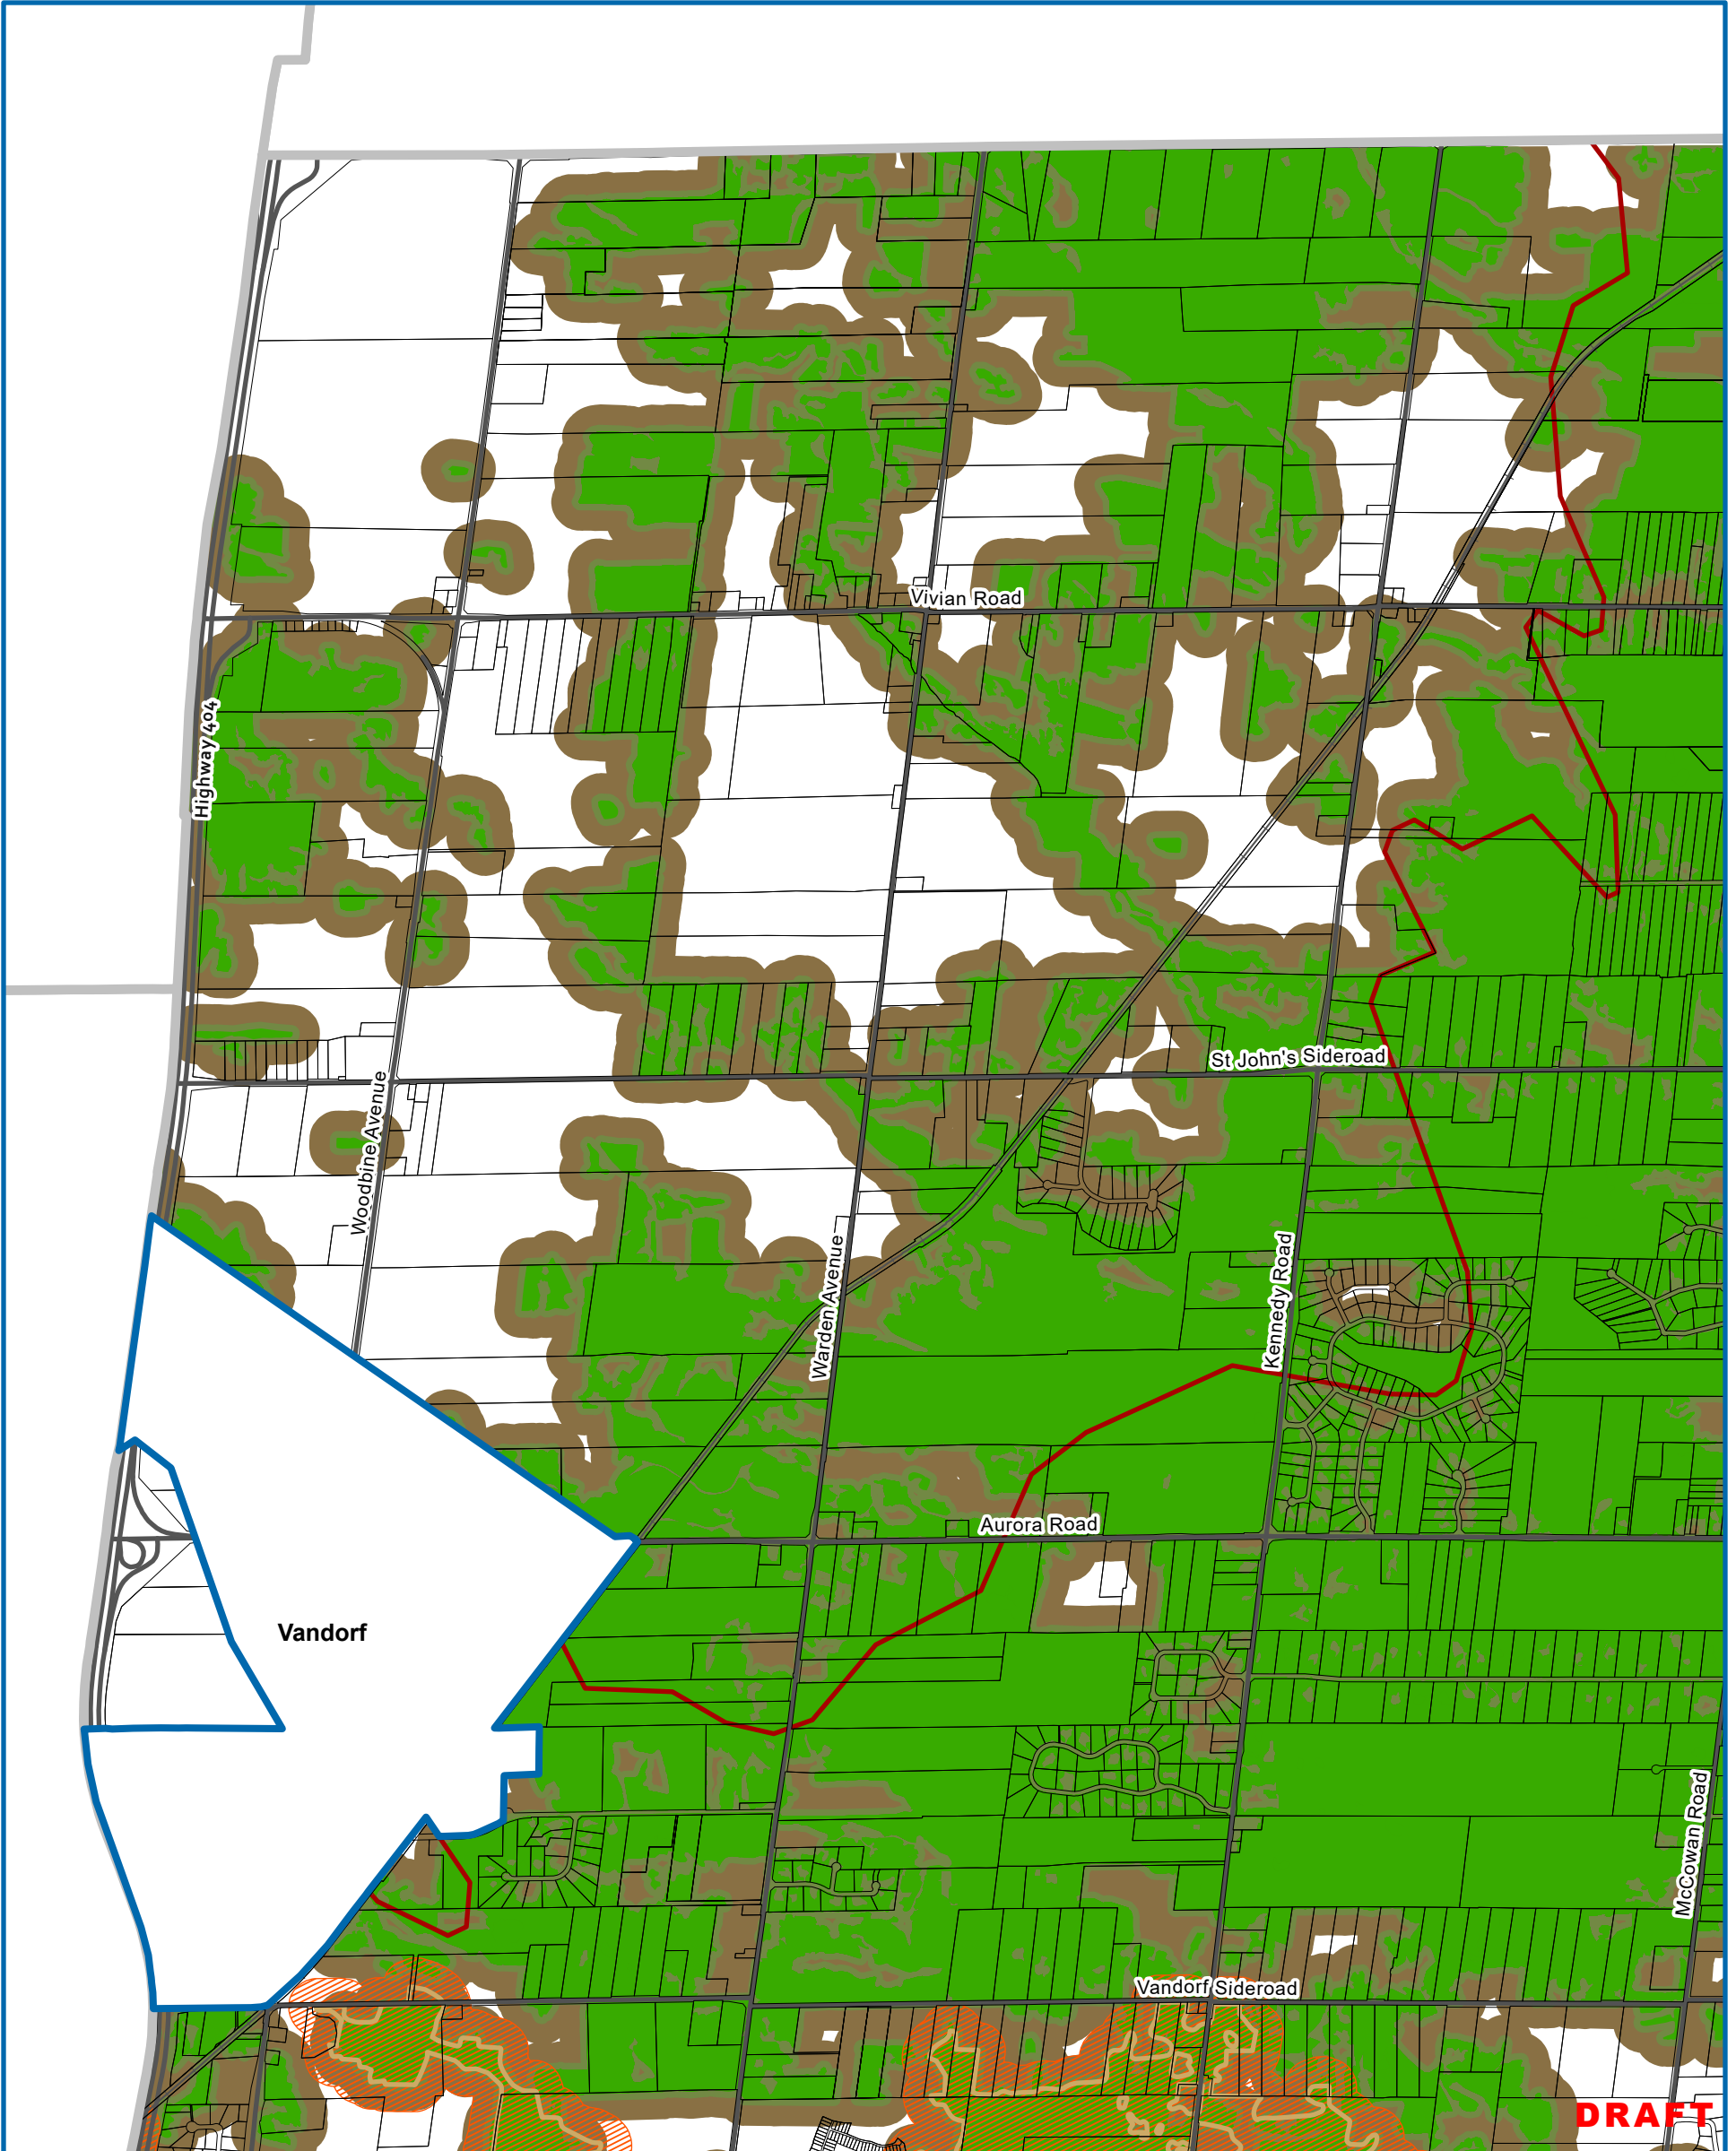 Vivian Road
Highway 404
St John's Sideroad
Woodbine Avenue
Warden Avenue
Kennedy Road
Aurora Road
Vandorf
McCowan Road
Vandorf Sideroad
DRAFT